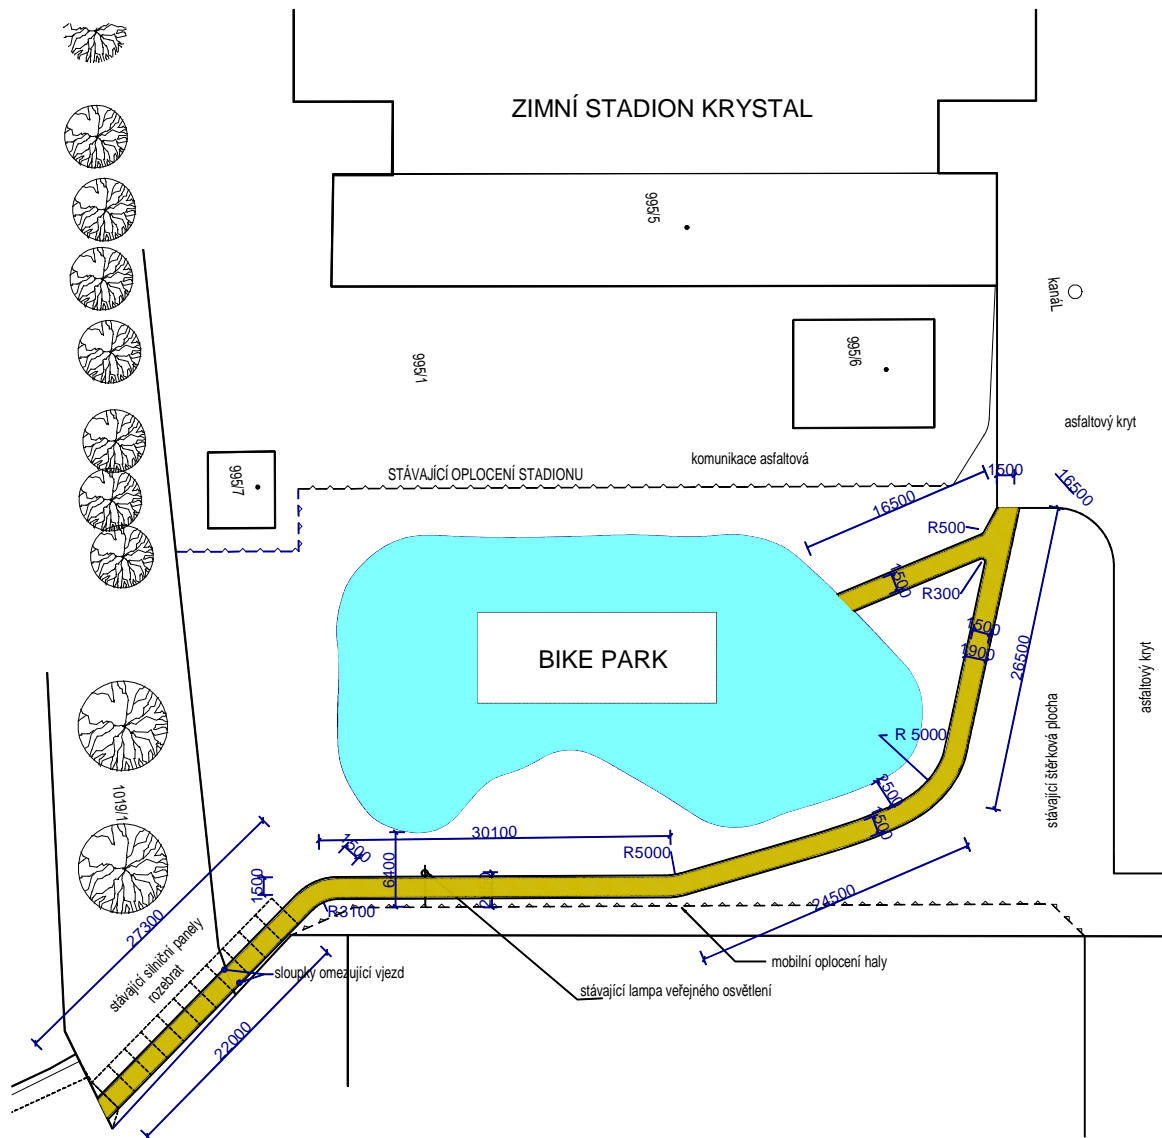 ZIMNÍ STADION KRYSTAL
995/5
kanáL
995/6
995/1
asfaltový kryt
komunikace asfaltová
STÁVAJÍCÍ OPLOCENÍ STADIONU
995/7
1500
16500
16500
R500
1500
R300
1500
1900
26500
BIKE PARK
asfaltový kryt
stávající štěrková plocha
R 5000
2500
1500
30100
1500
6400
R5000
1019/1
1500
R3100
24500
27300
stávající silniční panely
rozebrat
sloupky omezující vjezd
mobilní oplocení haly
stávající lampa veřejného osvětlení
22000